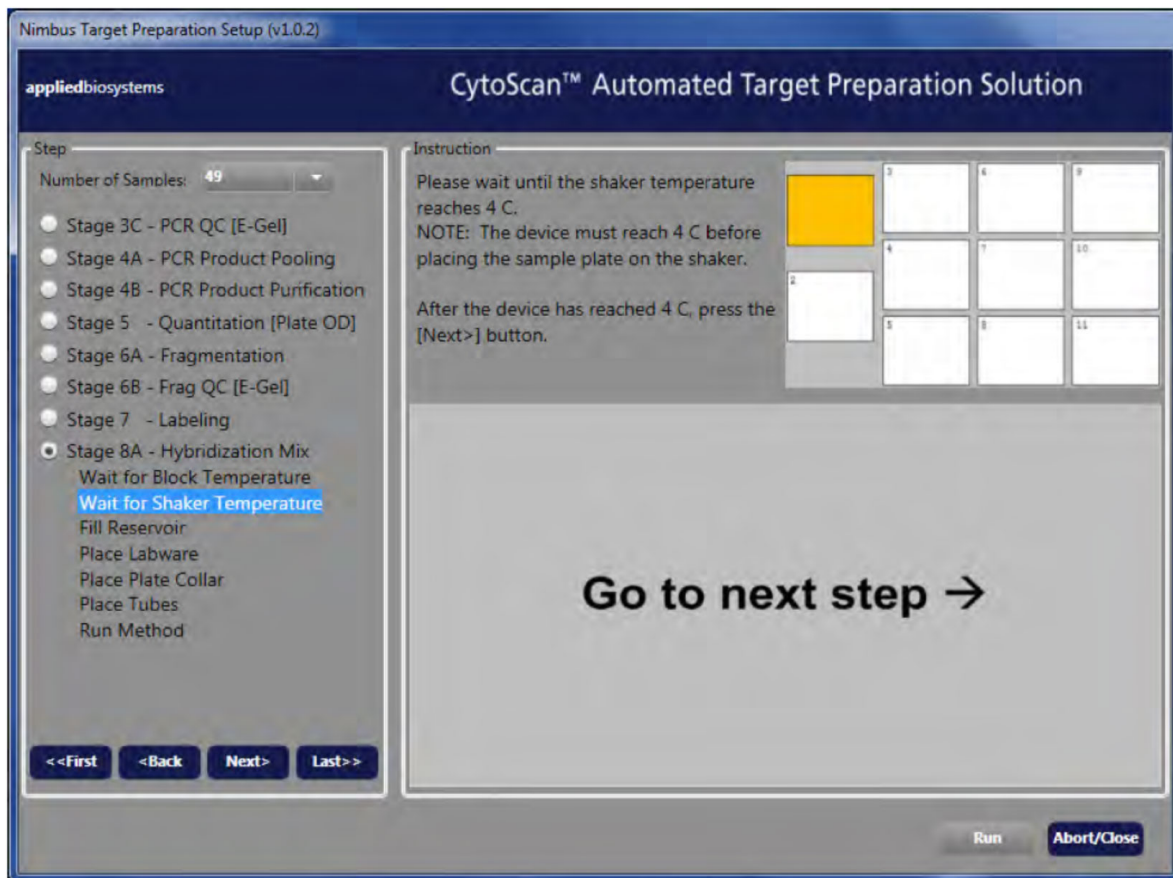 Nimbus Target Preparation Setup (v1.0.2)
appliedbiosystems
CytoScan™ Automated Target Preparation Solution
Step
Number of Samples: 49
Stage 3C - PCR QC [E-Gel]
Stage 4A - PCR Product Pooling
Stage 4B - PCR Product Purification
Stage 5 - Quantitation [Plate OD]
Stage 6A - Fragmentation
Stage 6B - Frag QC [E-Gel]
Stage 7 - Labeling
Stage 8A - Hybridization Mix
Wait for Block Temperature
Wait for Shaker Temperature
Fill Reservoir
Place Labware
Place Plate Collar
Place Tubes
Run Method
<<First
<Back
Next>
Last>>
Instruction
Please wait until the shaker temperature
reaches 4 C.
NOTE: The device must reach 4 C before
placing the sample plate on the shaker.
After the device has reached 4 C, press the
[Next>] button.
3 6 9
4 7 10
2
5 8 11
Go to next step →
Run
Abort/Close